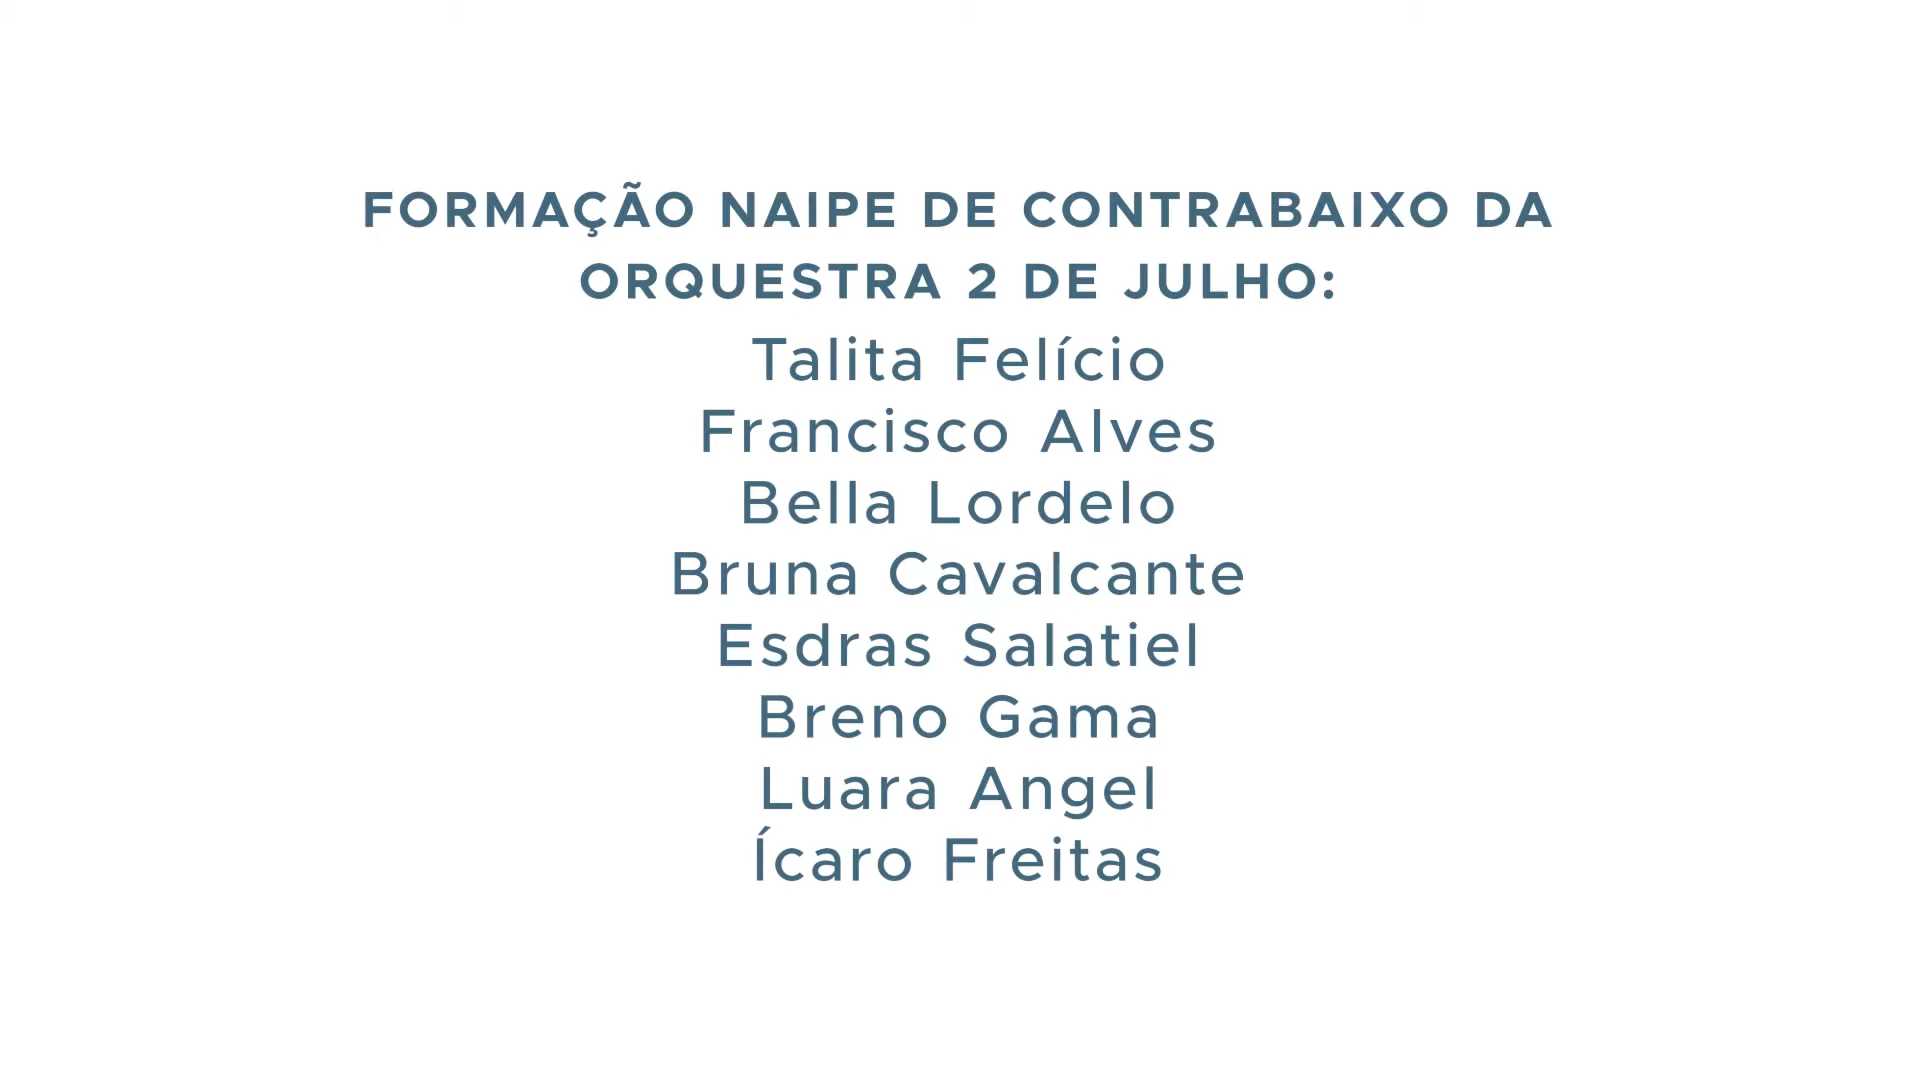 FORMAÇÃO NAIPE DE CONTRABAIXO DA
ORQUESTRA 2 DE JULHO:
Talita Felício
Francisco Alves
Bella Lordelo
Bruna Cavalcante
Esdras Salatiel
Breno Gama
Luara Angel
Ícaro Freitas